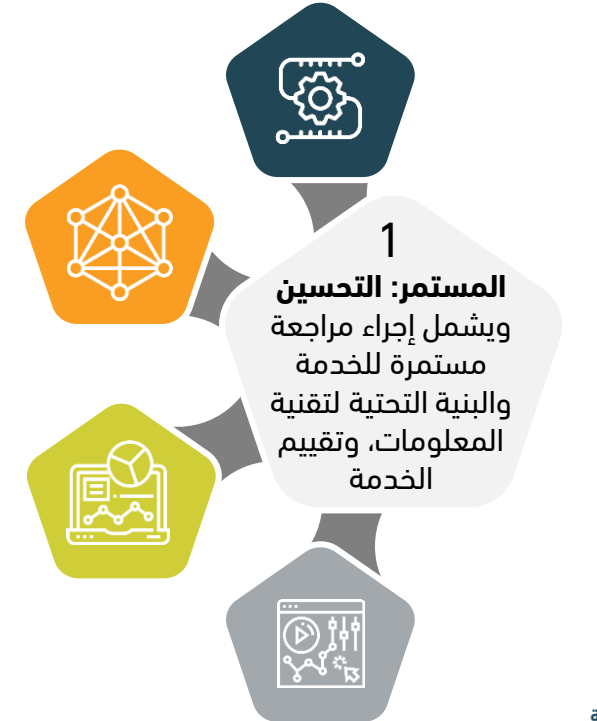 1
المستمر: التحسين
ويشمل إجراء مراجعة
مستمرة للخدمة
والبنية التحتية لتقنية
المعلومات، وتقييم
الخدمة
ة